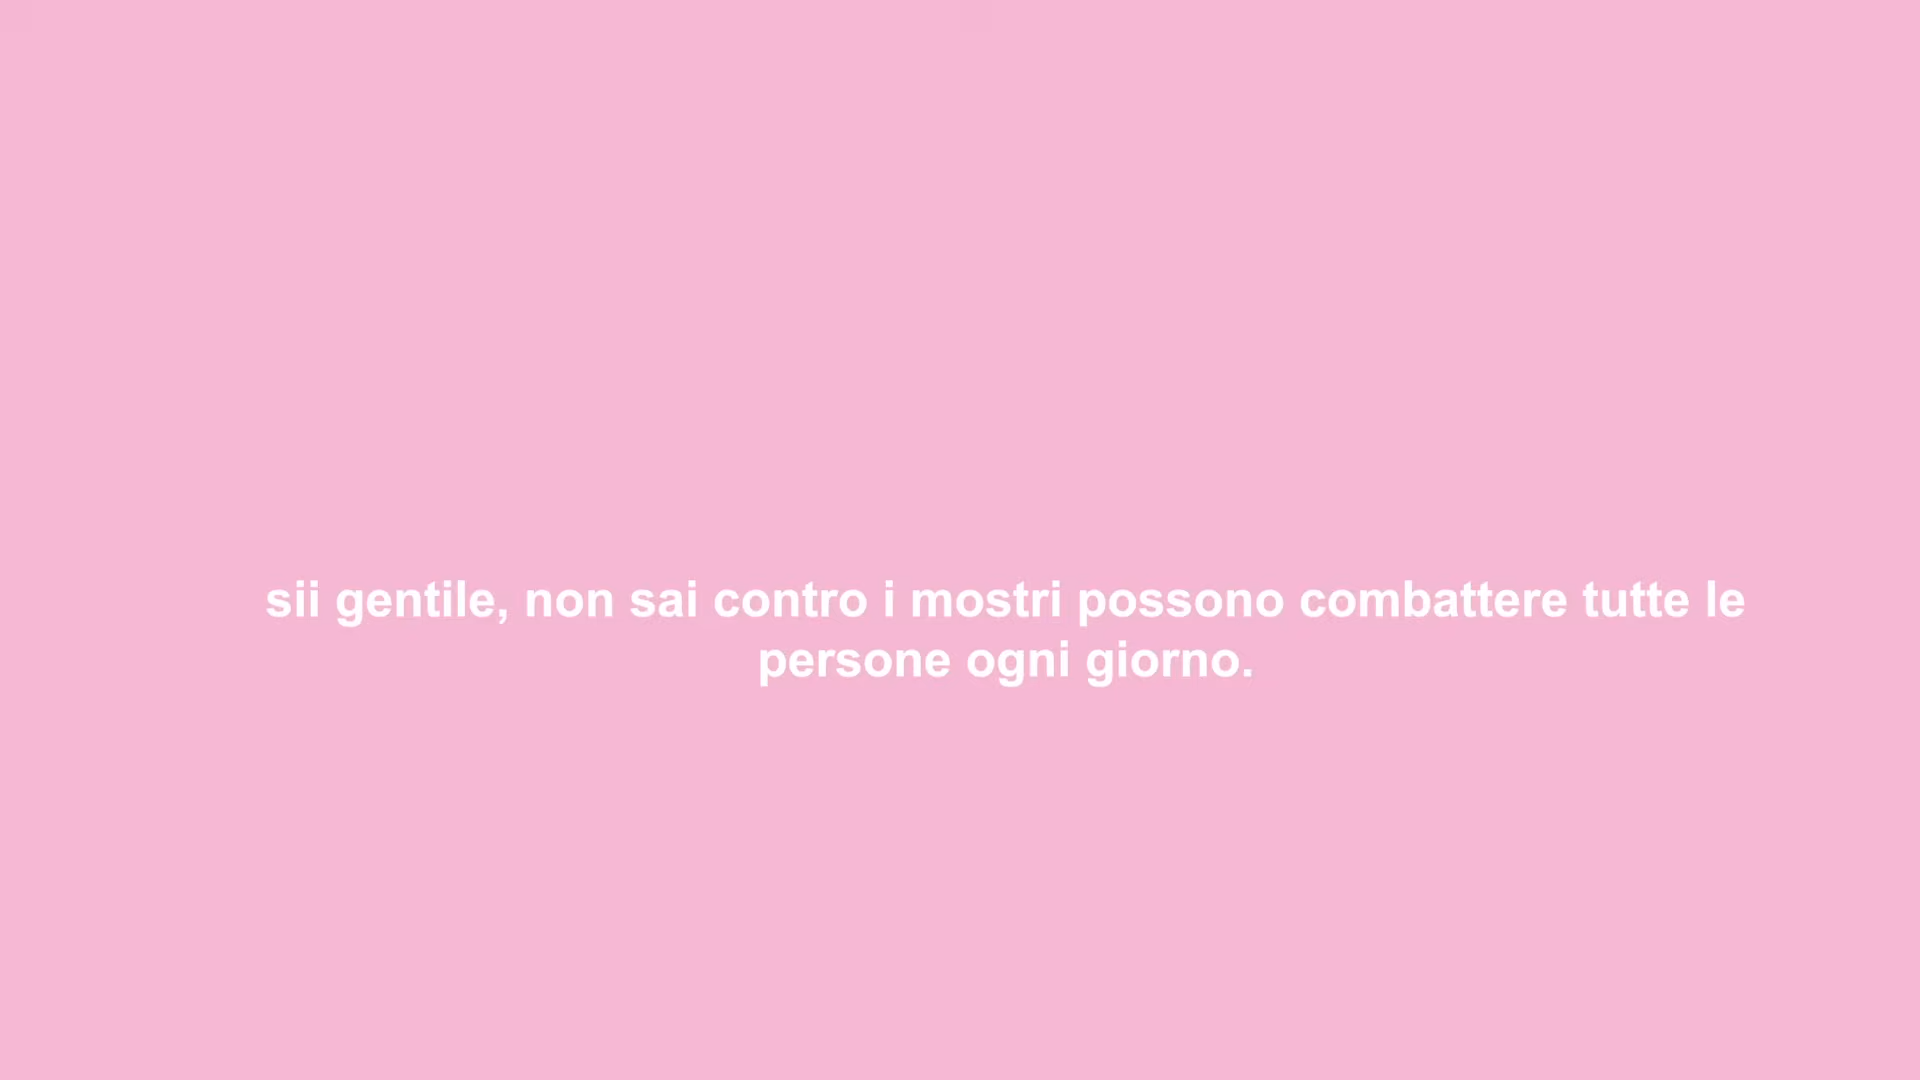 sii gentile, non sai contro i mostri possono combattere tutte le
persone ogni giorno.